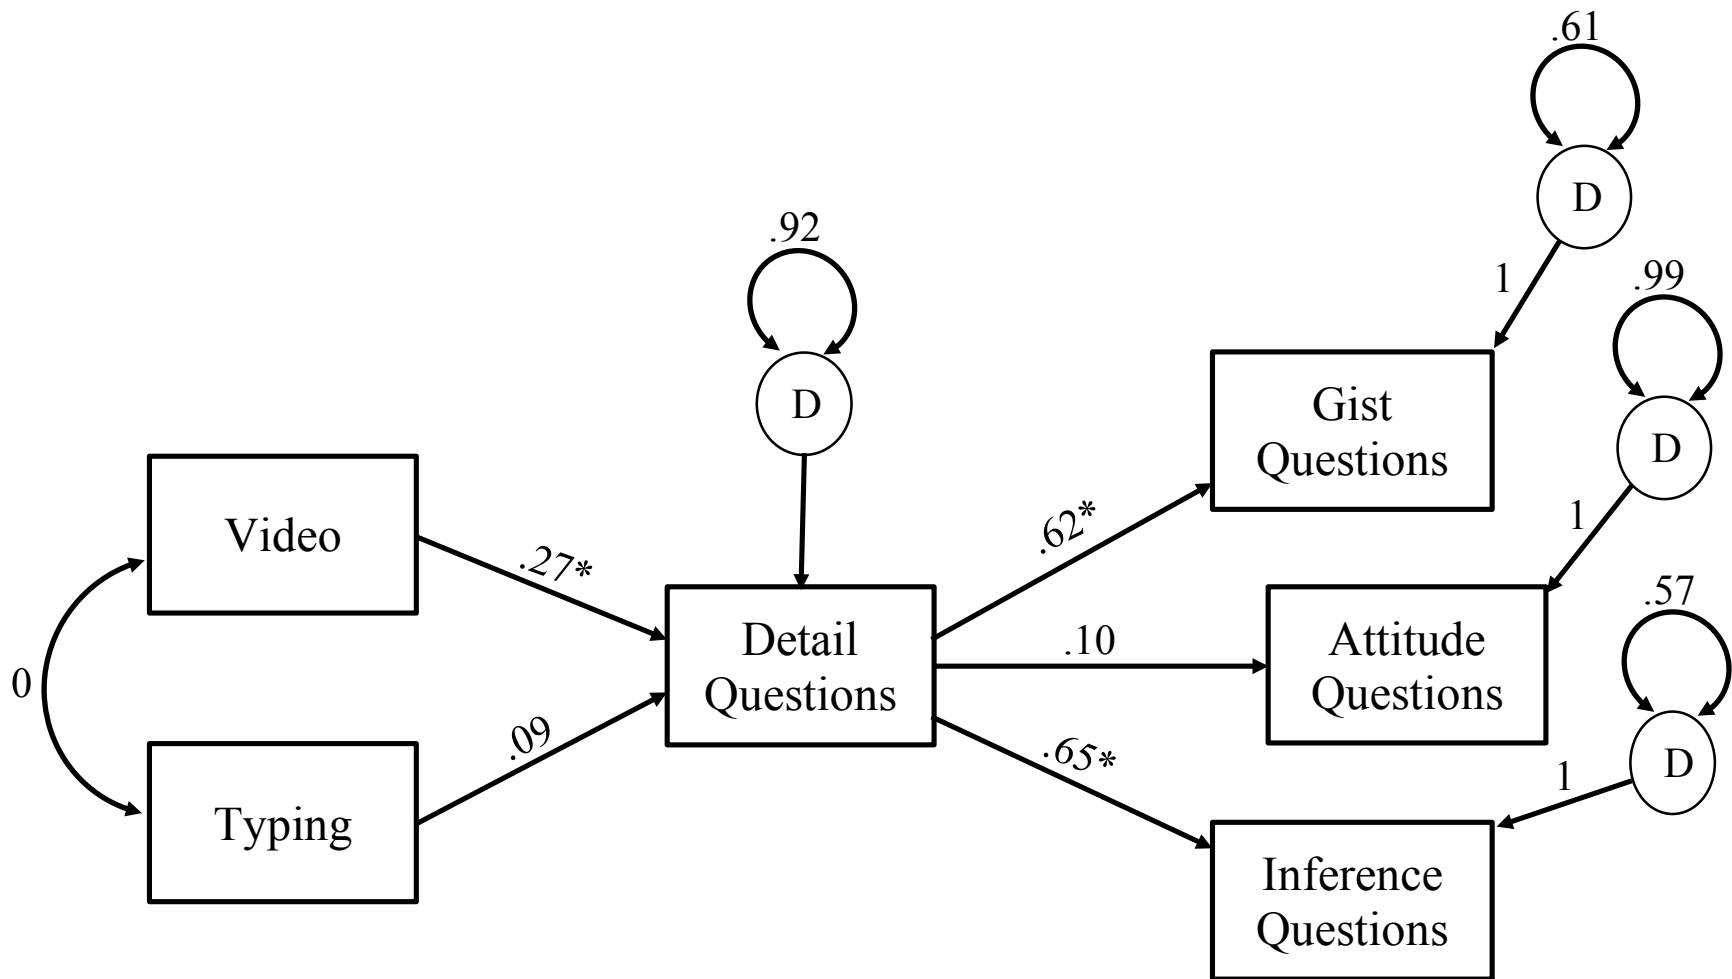 .61
D
1
.92
D
.99
D
1
Gist
Questions
Video
.27*
.62*
0
Detail
Questions
.10
Attitude
Questions
.57
D
1
Typing
.09
.65*
Inference
Questions